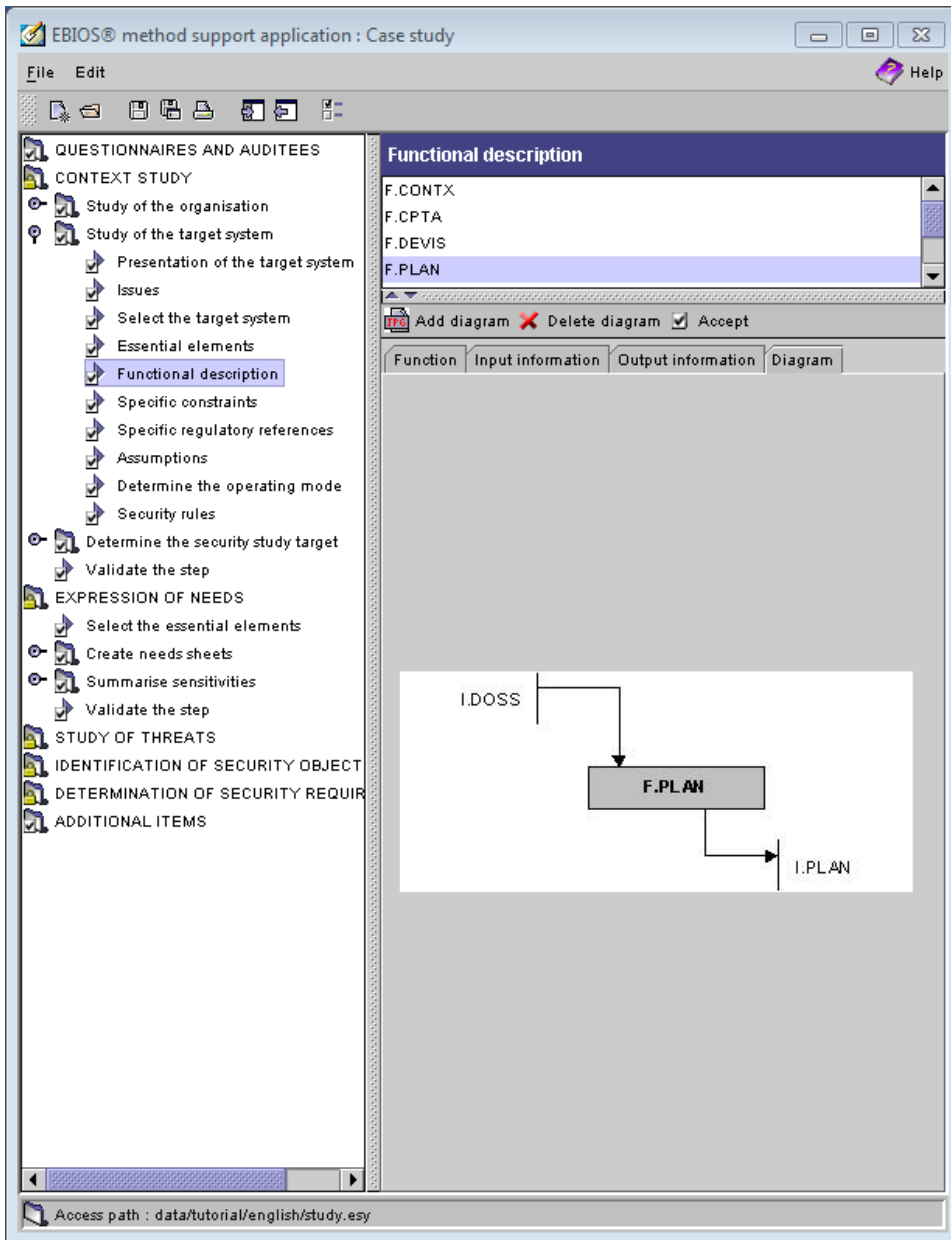 EBIOS® method support application : Case study
File Edit Help
QUESTIONNAIRES AND AUDITEES
CONTEXT STUDY
Study of the organisation
Study of the target system
Presentation of the target system
Issues
Select the target system
Essential elements
Functional description
Specific constraints
Specific regulatory references
Assumptions
Determine the operating mode
Security rules
Determine the security study target
Validate the step
EXPRESSION OF NEEDS
Select the essential elements
Create needs sheets
Summarise sensitivities
Validate the step
STUDY OF THREATS
IDENTIFICATION OF SECURITY OBJECT
DETERMINATION OF SECURITY REQUIR
ADDITIONAL ITEMS
Functional description
F.CONTX
F.CPTA
F.DEVIS
F.PLAN
JPG Add diagram Delete diagram Accept
Function Input information Output information Diagram
I.DOSS
F.PLAN
I.PLAN
Access path : data/tutorial/english/study.esy